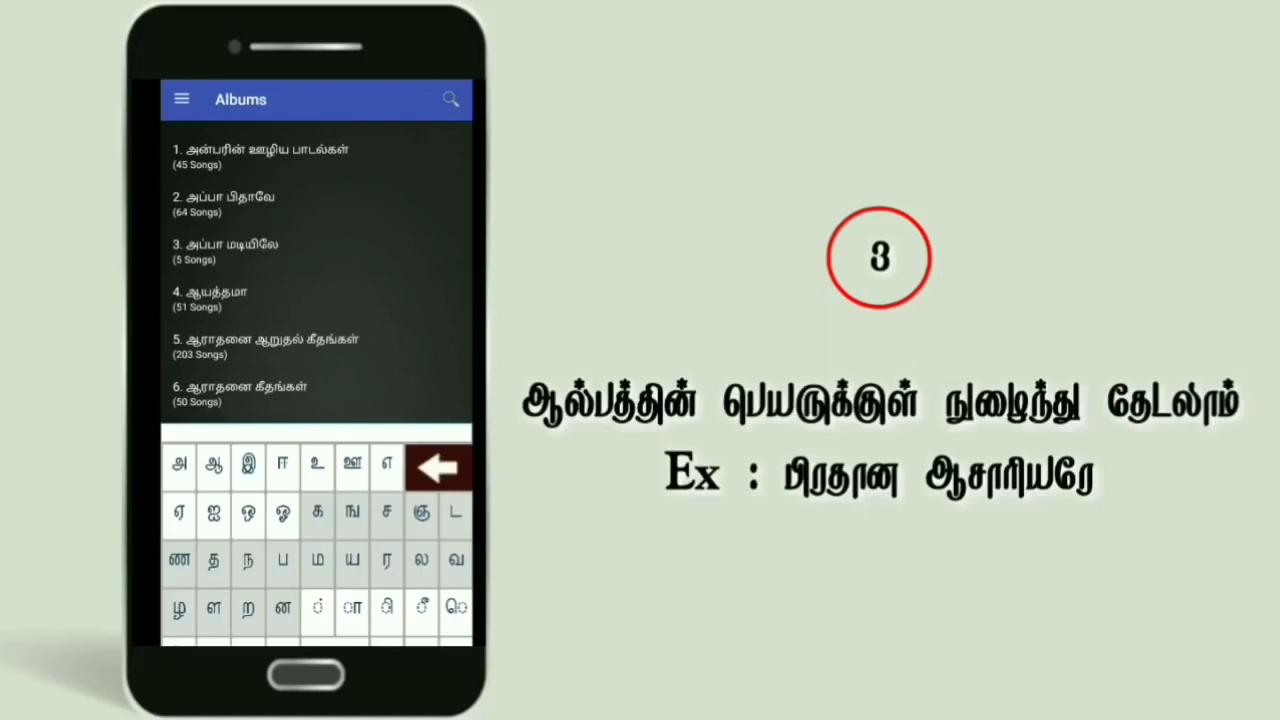 Albums
1. அன்பரின் ஊழிய பாடல்கள்
(45 Songs)
2. அப்பா பிதாவே
(64 Songs)
3. அப்பா மடியிலே
(5 Songs)
4. ஆயத்தமா
(51 Songs)
5. ஆராதனை ஆறுதல் கீதங்கள்
(203 Songs)
6. ஆராதனை கீதங்கள்
(50 Songs)
அ ஆ இ ஈ உ ஊ எ
ஏ ஐ ஒ ஓ க ங ச ஞ ட
ண த ந ப ம ய ர ல வ
ழ ள ற ன ் ா ி ீ ெ
3
ஆல்பத்தின் பெயருக்குள் நுழைந்து தேடலாம்
Ex : பிரதான ஆசாரியரே